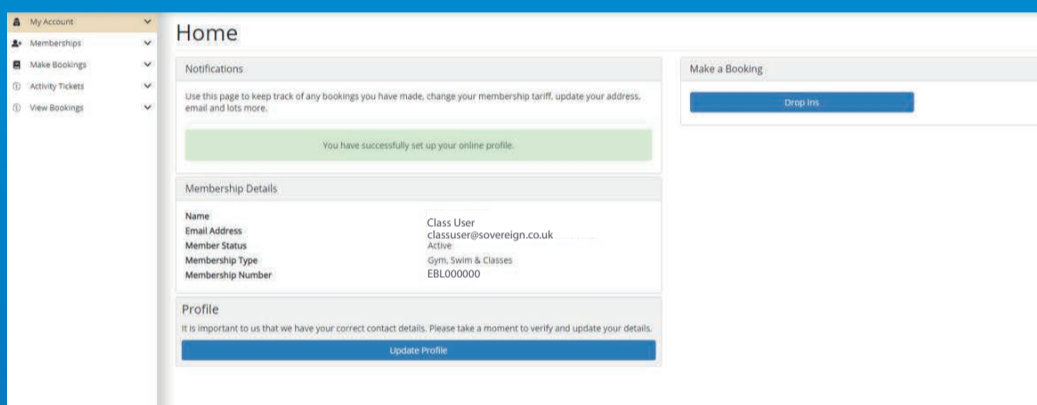 My Account
Memberships
Make Bookings
Activity Tickets
View Bookings
Home
Notifications
Use this page to keep track of any bookings you have made, change your membership tariff, update your address,
email and lots more.
You have successfully set up your online profile.
Membership Details
Name
Class User
Email Address
classuser@sovereign.co.uk
Member Status
Active
Membership Type
Gym, Swim & Classes
Membership Number
EBL000000
Profile
It is important to us that we have your correct contact details. Please take a moment to verify and update your details.
Update Profile
Make a Booking
Drop ins